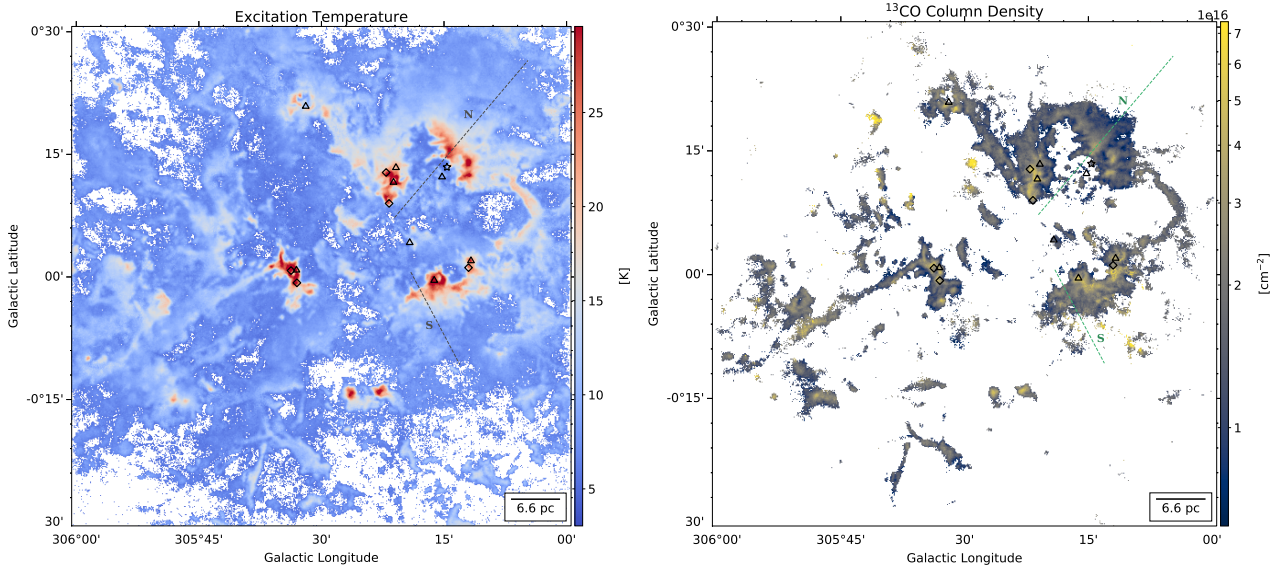 Excitation Temperature
0°30'
15'
00'
-0°15'
30'
Galactic Latitude
306°00'
305°45'
30'
15'
00'
Galactic Longitude
N
S
6.6 pc
25
20
15
10
5
[K]
¹³CO Column Density
1e16
0°30'
15'
00'
-0°15'
30'
Galactic Latitude
306°00'
305°45'
30'
15'
00'
Galactic Longitude
N
S
6.6 pc
7
6
5
4
3
2
1
[cm⁻²]